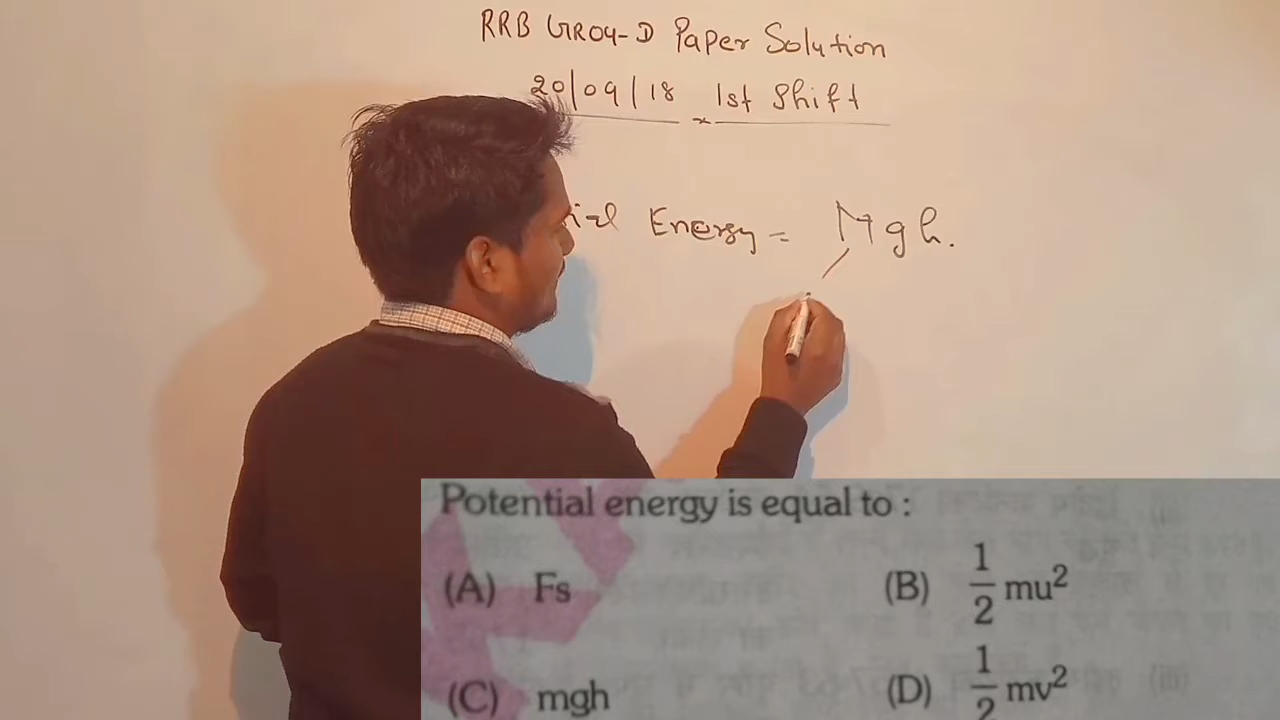 RRB GROU-D Paper Solution
20/09/18 1st Shift
Energy = Mgh.
Potential energy is equal to :
(A) Fs (B) 1/2 mu²
(C) mgh (D) 1/2 mv²